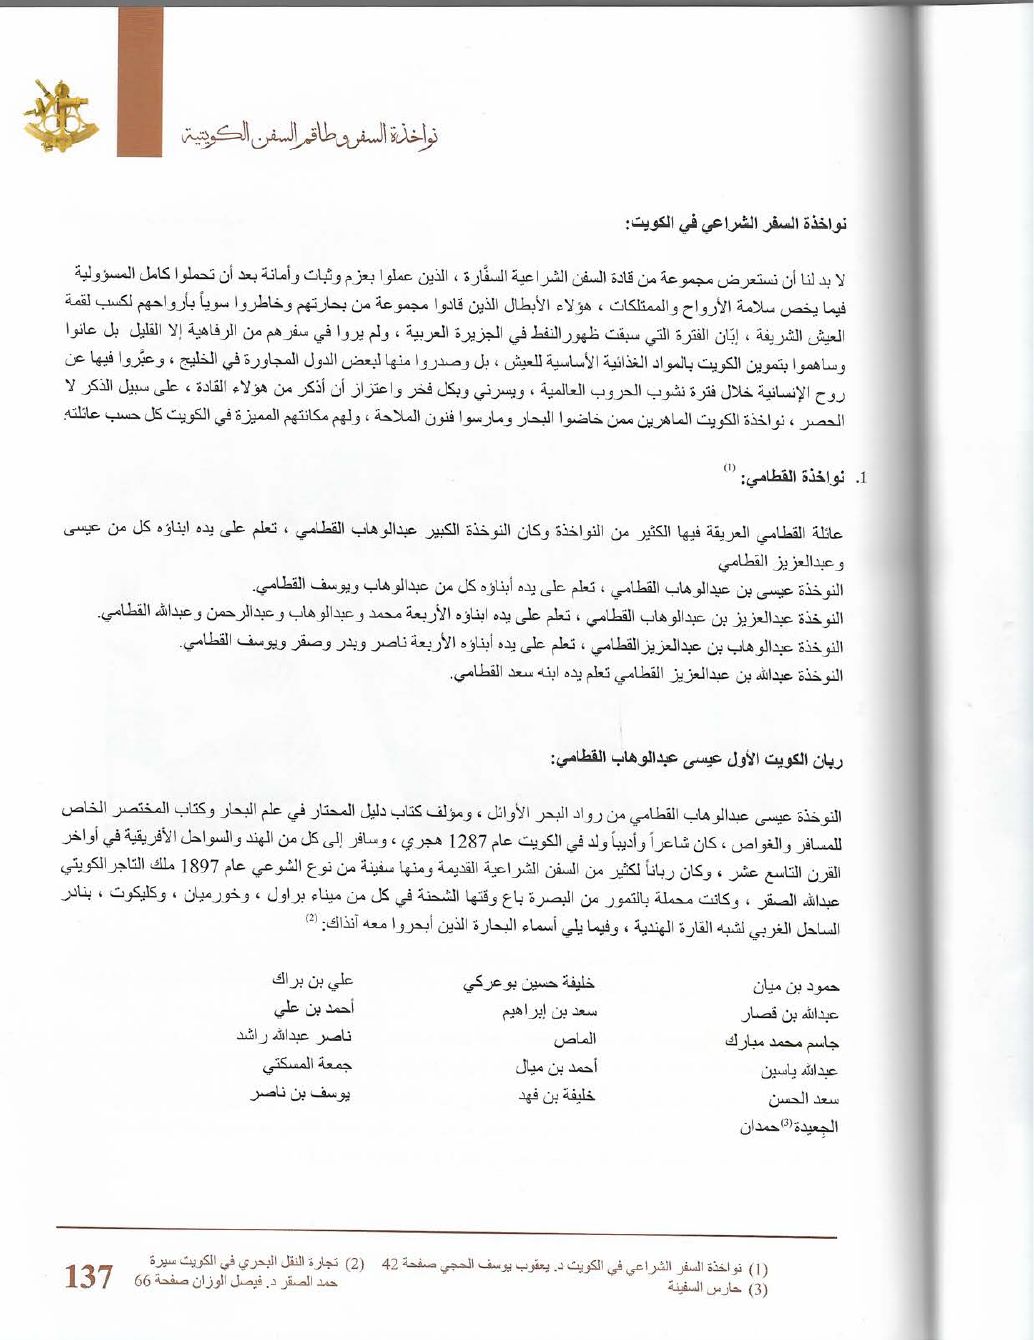 نواخذة السفر وطاقم السفن الكويتية
نواخذة السفر الشراعي في الكويت:
لا بد لنا أن نستعرض مجموعة من قادة السفن الشراعية السفَّارة ، الذين عملوا بعزم وثبات وأمانة بعد أن تحملوا كامل المسؤولية
فيما يخص سلامة الأرواح والممتلكات ، هؤلاء الأبطال الذين قادوا مجموعة من بحارتهم وخاطروا سوياً بأرواحهم لكسب لقمة
العيش الشريفة ، إبّان الفترة التي سبقت ظهور النفط في الجزيرة العربية ، ولم يروا في سفرهم من الرفاهية إلا القليل بل عانوا
وساهموا بتموين الكويت بالمواد الغذائية الأساسية للعيش ، بل وصدروا منها لبعض الدول المجاورة في الخليج ، وعبَّروا فيها عن
روح الإنسانية خلال فترة نشوب الحروب العالمية ، ويسرني وبكل فخر واعتزاز أن أذكر من هؤلاء القادة ، على سبيل الذكر لا
الحصر ، نواخذة الكويت الماهرين ممن خاضوا البحار ومارسوا فنون الملاحة ، ولهم مكانتهم المميزة في الكويت كل حسب عائلته.
1. نواخذة القطامي: (1)
عائلة القطامي العريقة فيها الكثير من النواخذة وكان النوخذة الكبير عبدالوهاب القطامي ، تعلم على يده ابناؤه كل من عيسى
وعبدالعزيز القطامي
النوخذة عيسى بن عبدالوهاب القطامي ، تعلم على يده أبناؤه كل من عبدالوهاب ويوسف القطامي.
النوخذة عبدالعزيز بن عبدالوهاب القطامي ، تعلم على يده ابناؤه الأربعة محمد وعبدالوهاب وعبدالرحمن وعبدالله القطامي.
النوخذة عبدالوهاب بن عبدالعزيز القطامي ، تعلم على يده أبناؤه الأربعة ناصر وبدر وصقر ويوسف القطامي.
النوخذة عبدالله بن عبدالعزيز القطامي تعلم يده ابنه سعد القطامي.
ربان الكويت الأول عيسى عبدالوهاب القطامي:
النوخذة عيسى عبدالوهاب القطامي من رواد البحر الأوائل ، ومؤلف كتاب دليل المحتار في علم البحار وكتاب المختصر الخاص
للمسافر والغواص ، كان شاعراً وأديباً ولد في الكويت عام 1287 هجري ، وسافر إلى كل من الهند والسواحل الأفريقية في أواخر
القرن التاسع عشر ، وكان رباناً لكثير من السفن الشراعية القديمة ومنها سفينة من نوع الشوعي عام 1897 ملك التاجر الكويتي
عبدالله الصقر ، وكانت محملة بالتمور من البصرة باع وقتها الشحنة في كل من ميناء براول ، وخورميان ، وكليكوت ، بنادر
الساحل الغربي لشبه القارة الهندية ، وفيما يلي أسماء البحارة الذين أبحروا معه آنذاك: (2)
حمود بن ميان
عبدالله بن قصار
جاسم محمد مبارك
عبدالله ياسين
سعد الحسن
الجعيدة(3) حمدان
خليفة حسين بوعركي
سعد بن إبراهيم
الماص
أحمد بن ميال
خليفة بن فهد
علي بن براك
أحمد بن علي
ناصر عبدالله راشد
جمعة المسكتي
يوسف بن ناصر
(1) نواخذة السفر الشراعي في الكويت د. يعقوب يوسف الحجي صفحة 42 (2) تجارة النقل البحري في الكويت سيرة
حمد الصقر د. فيصل الوزان صفحة 66
(3) حارس السفينة
137